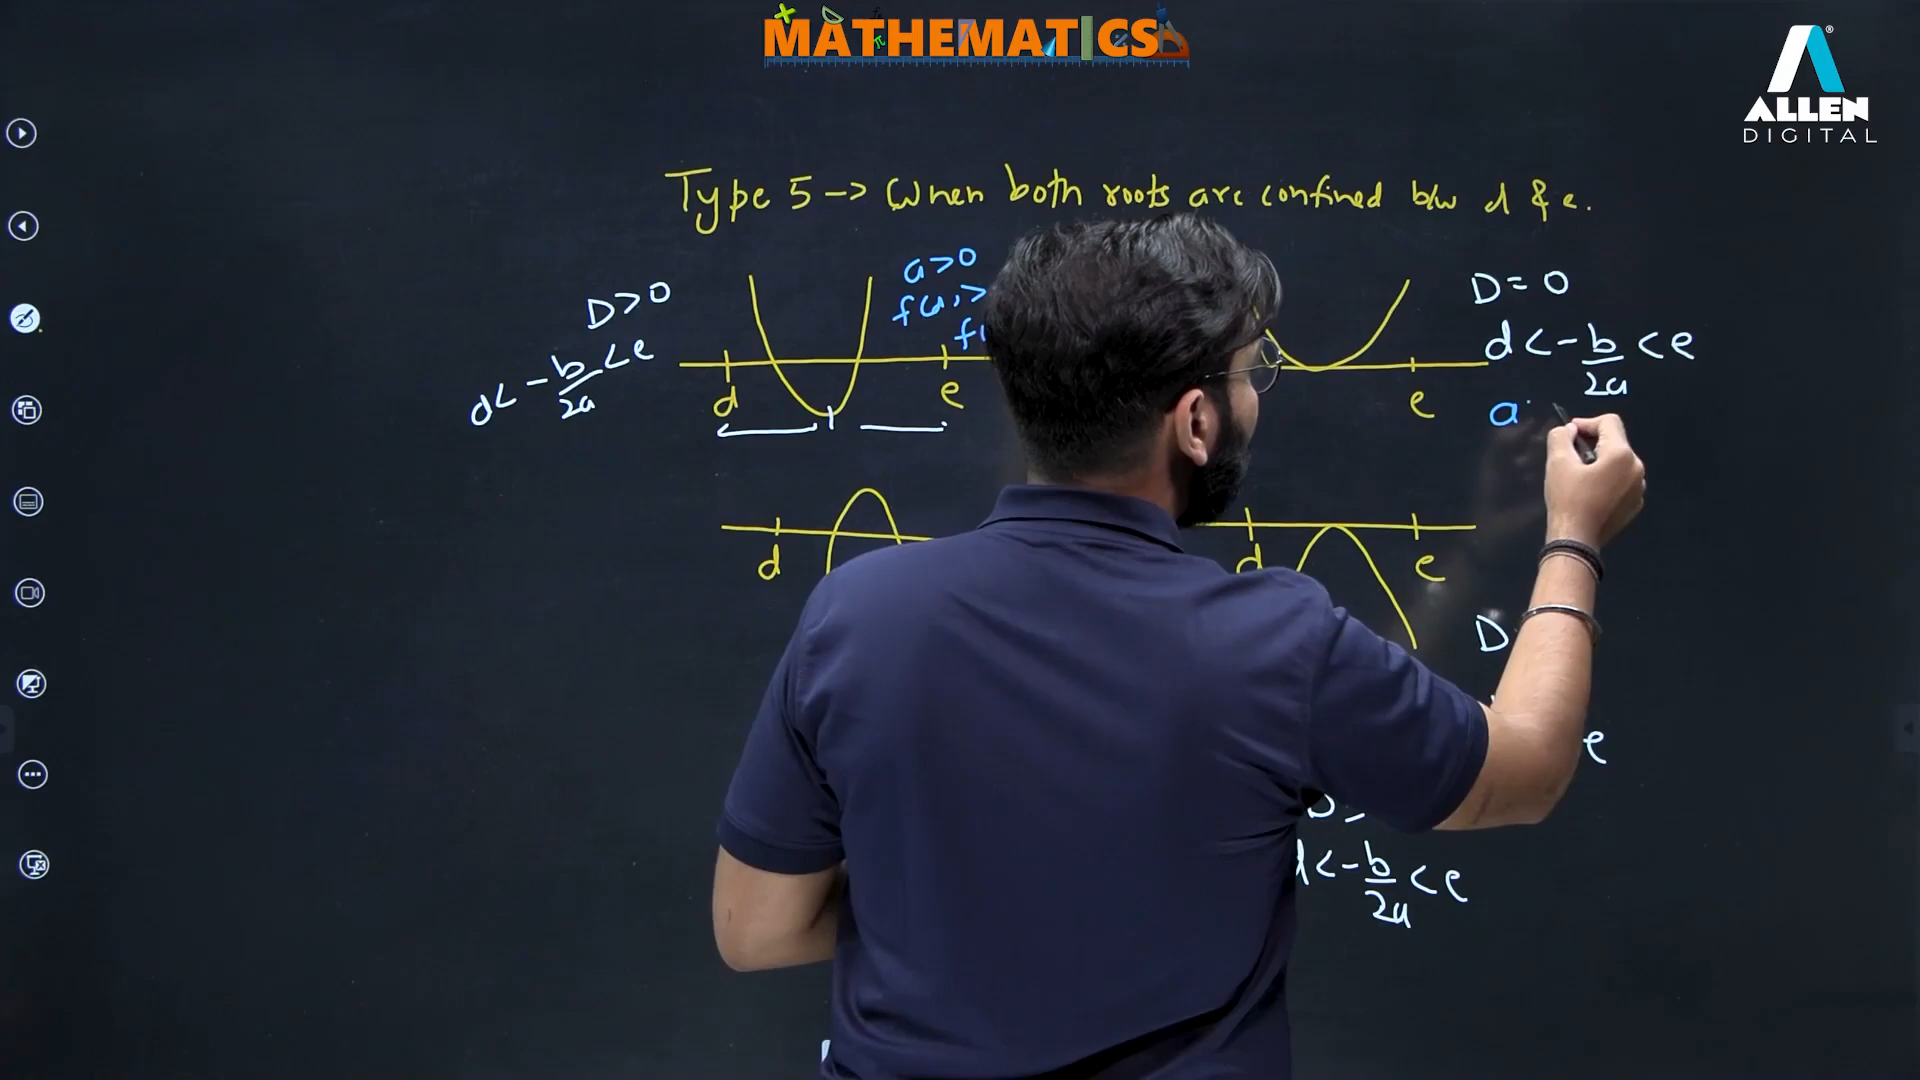 MATHEMATICS
ALLEN
DIGITAL
Type 5 -> When both roots are confined b/w d & e.
D > 0
d < - b/2a < e
a > 0
f(d) >
f(
d
e
D = 0
d < - b/2a < e
e
a
d
d
e
D
e
D
d < - b/2a < e